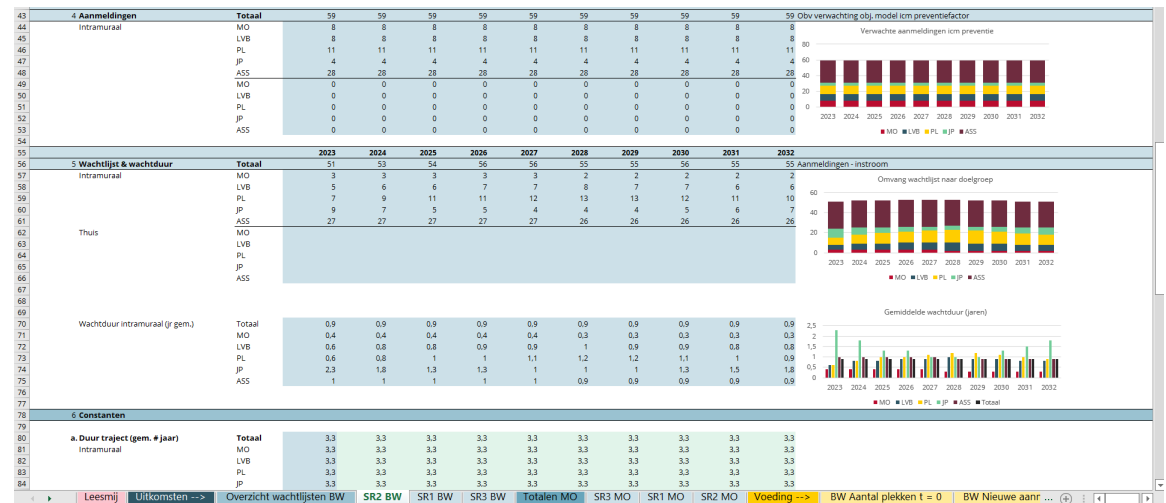 43 4 Aanmeldingen Totaal 59 59 59 59 59 59 59 59 59 59 Obv verwachting obj. model icm preventiefactor
44 Intramuraal MO 8 8 8 8 8 8 8 8 8 8
45 LVB 8 8 8 8 8 8 8 8 8 8
46 PL 11 11 11 11 11 11 11 11 11 11
47 JP 4 4 4 4 4 4 4 4 4 4
48 ASS 28 28 28 28 28 28 28 28 28 28
49 MO 0 0 0 0 0 0 0 0 0 0
50 LVB 0 0 0 0 0 0 0 0 0 0
51 PL 0 0 0 0 0 0 0 0 0 0
52 JP 0 0 0 0 0 0 0 0 0 0
53 ASS 0 0 0 0 0 0 0 0 0 0
Verwachte aanmeldingen icm preventie
80
60
40
20
0
2023 2024 2025 2026 2027 2028 2029 2030 2031 2032
MO LVB PL JP ASS
54
55 2023 2024 2025 2026 2027 2028 2029 2030 2031 2032
56 5 Wachtlijst & wachtduur Totaal 51 53 54 56 56 55 55 56 55 55 Aanmeldingen - instroom
57 Intramuraal MO 3 3 3 3 3 2 2 2 2 2
58 LVB 5 6 6 7 7 8 7 7 6 6
59 PL 7 9 11 11 12 13 13 12 11 10
60 JP 9 7 5 5 4 4 4 5 6 7
61 ASS 27 27 27 27 27 26 26 26 26 26
62 Thuis MO
63 LVB
64 PL
65 JP
66 ASS
Omvang wachtlijst naar doelgroep
60
40
20
0
2023 2024 2025 2026 2027 2028 2029 2030 2031 2032
MO LVB PL JP ASS
67
68
69
70 Wachtduur intramuraal (jr gem.) Totaal 0,9 0,9 0,9 0,9 0,9 0,9 0,9 0,9 0,9 0,9
71 MO 0,4 0,4 0,4 0,4 0,4 0,3 0,3 0,3 0,3 0,3
72 LVB 0,6 0,8 0,8 0,9 0,9 1 0,9 0,9 0,8 0,8
73 PL 0,6 0,8 1 1 1,1 1,2 1,2 1,1 1 0,9
74 JP 2,3 1,8 1,3 1,3 1 1 1 1,3 1,5 1,8
75 ASS 1 1 1 1 1 0,9 0,9 0,9 0,9 0,9
76
77
Gemiddelde wachtduur (jaren)
2,5
2
1,5
1
0,5
0
2023 2024 2025 2026 2027 2028 2029 2030 2031 2032
MO LVB PL JP ASS Totaal
78 6 Constanten
79
80 a. Duur traject (gem. # jaar) Totaal 3,3 3,3 3,3 3,3 3,3 3,3 3,3 3,3 3,3 3,3
81 Intramuraal MO 3,3 3,3 3,3 3,3 3,3 3,3 3,3 3,3 3,3 3,3
82 LVB 3,3 3,3 3,3 3,3 3,3 3,3 3,3 3,3 3,3 3,3
83 PL 3,3 3,3 3,3 3,3 3,3 3,3 3,3 3,3 3,3 3,3
84 JP 3,3 3,3 3,3 3,3 3,3 3,3 3,3 3,3 3,3 3,3
Leesmij Uitkomsten --> Overzicht wachtlijsten BW SR2 BW SR1 BW SR3 BW Totalen MO SR3 MO SR1 MO SR2 MO Voeding --> BW Aantal plekken t = 0 BW Nieuwe aanr ...